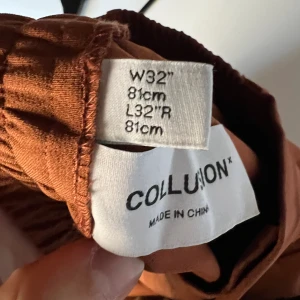 W32"
81cm
L32"R
81cm
COLLUSION*
MADE IN CHINA